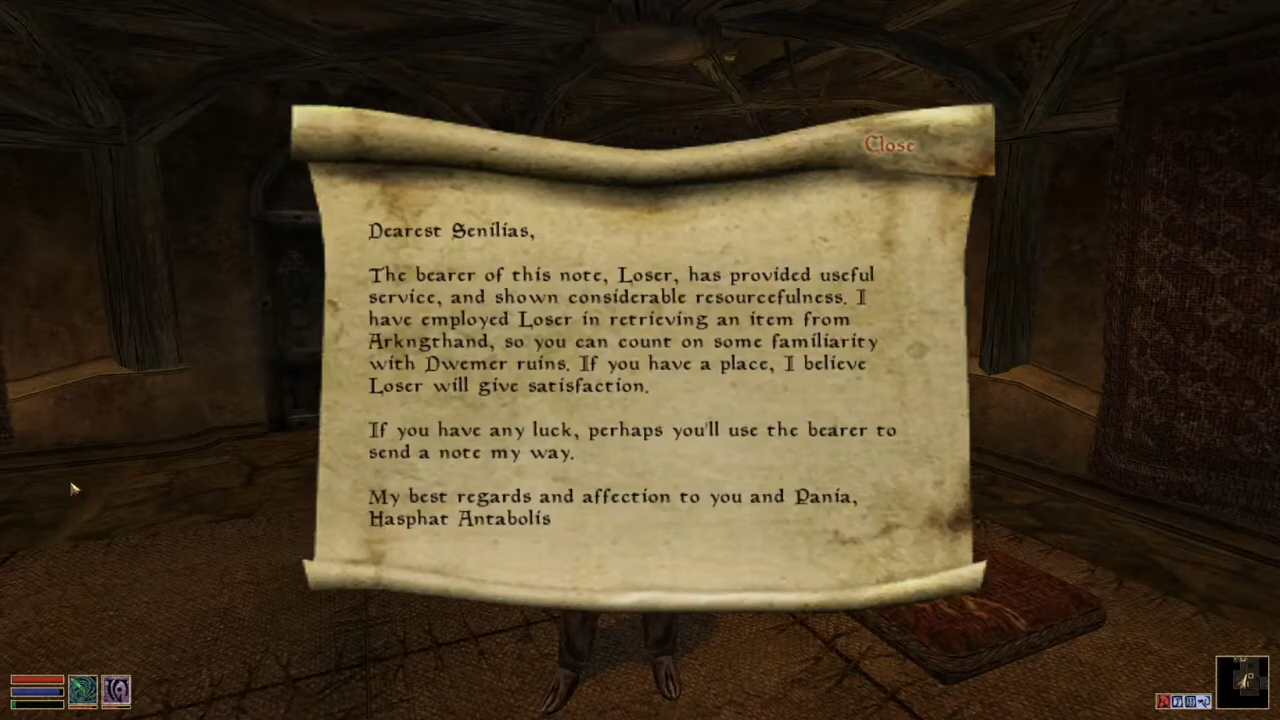 Close
Dearest Senilias,
The bearer of this note, Loser, has provided useful
service, and shown considerable resourcefulness. I
have employed Loser in retrieving an item from
Arkngthand, so you can count on some familiarity
with Dwemer ruins. If you have a place, I believe
Loser will give satisfaction.
If you have any luck, perhaps you'll use the bearer to
send a note my way.
My best regards and affection to you and Pania,
Hasphat Antabolis